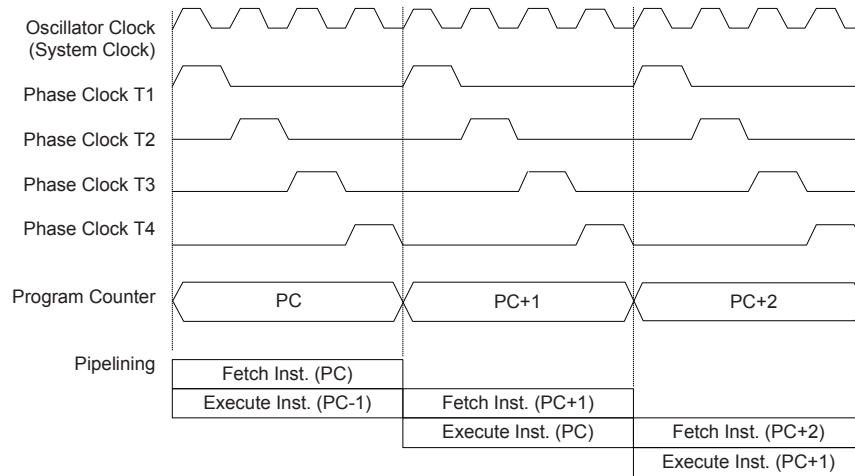 Oscillator Clock
(System Clock)
Phase Clock T1
Phase Clock T2
Phase Clock T3
Phase Clock T4
Program Counter
PC
PC+1
PC+2
Pipelining
Fetch Inst. (PC)
Execute Inst. (PC-1)
Fetch Inst. (PC+1)
Execute Inst. (PC)
Fetch Inst. (PC+2)
Execute Inst. (PC+1)